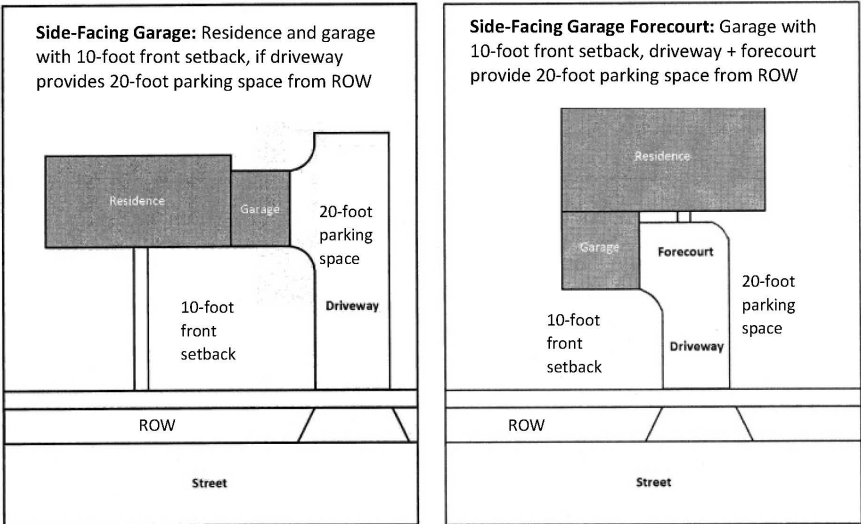 Side-Facing Garage: Residence and garage
with 10-foot front setback, if driveway
provides 20-foot parking space from ROW
Residence
Garage
20-foot
parking
space
10-foot
front
setback
Driveway
ROW
Street
Side-Facing Garage Forecourt: Garage with
10-foot front setback, driveway + forecourt
provide 20-foot parking space from ROW
Residence
Garage
Forecourt
20-foot
parking
space
10-foot
front
setback
Driveway
ROW
Street